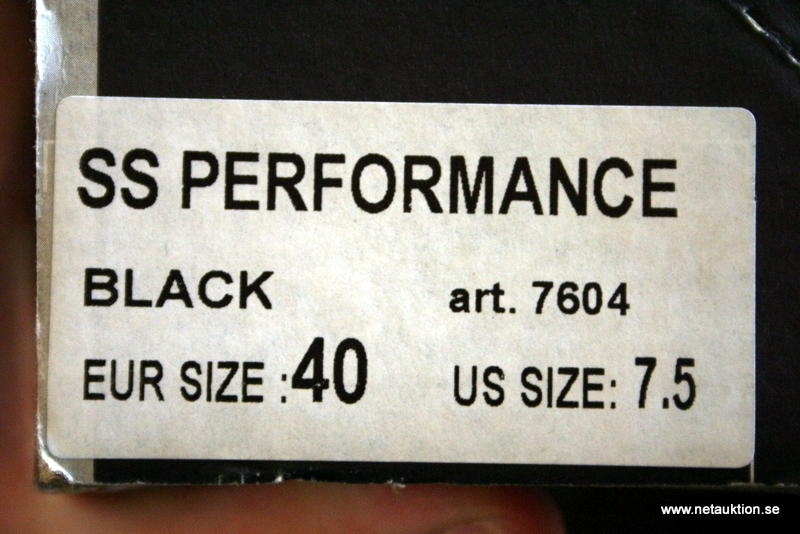 SS PERFORMANCE
BLACK art. 7604
EUR SIZE :40 US SIZE: 7.5
www.netauktion.se